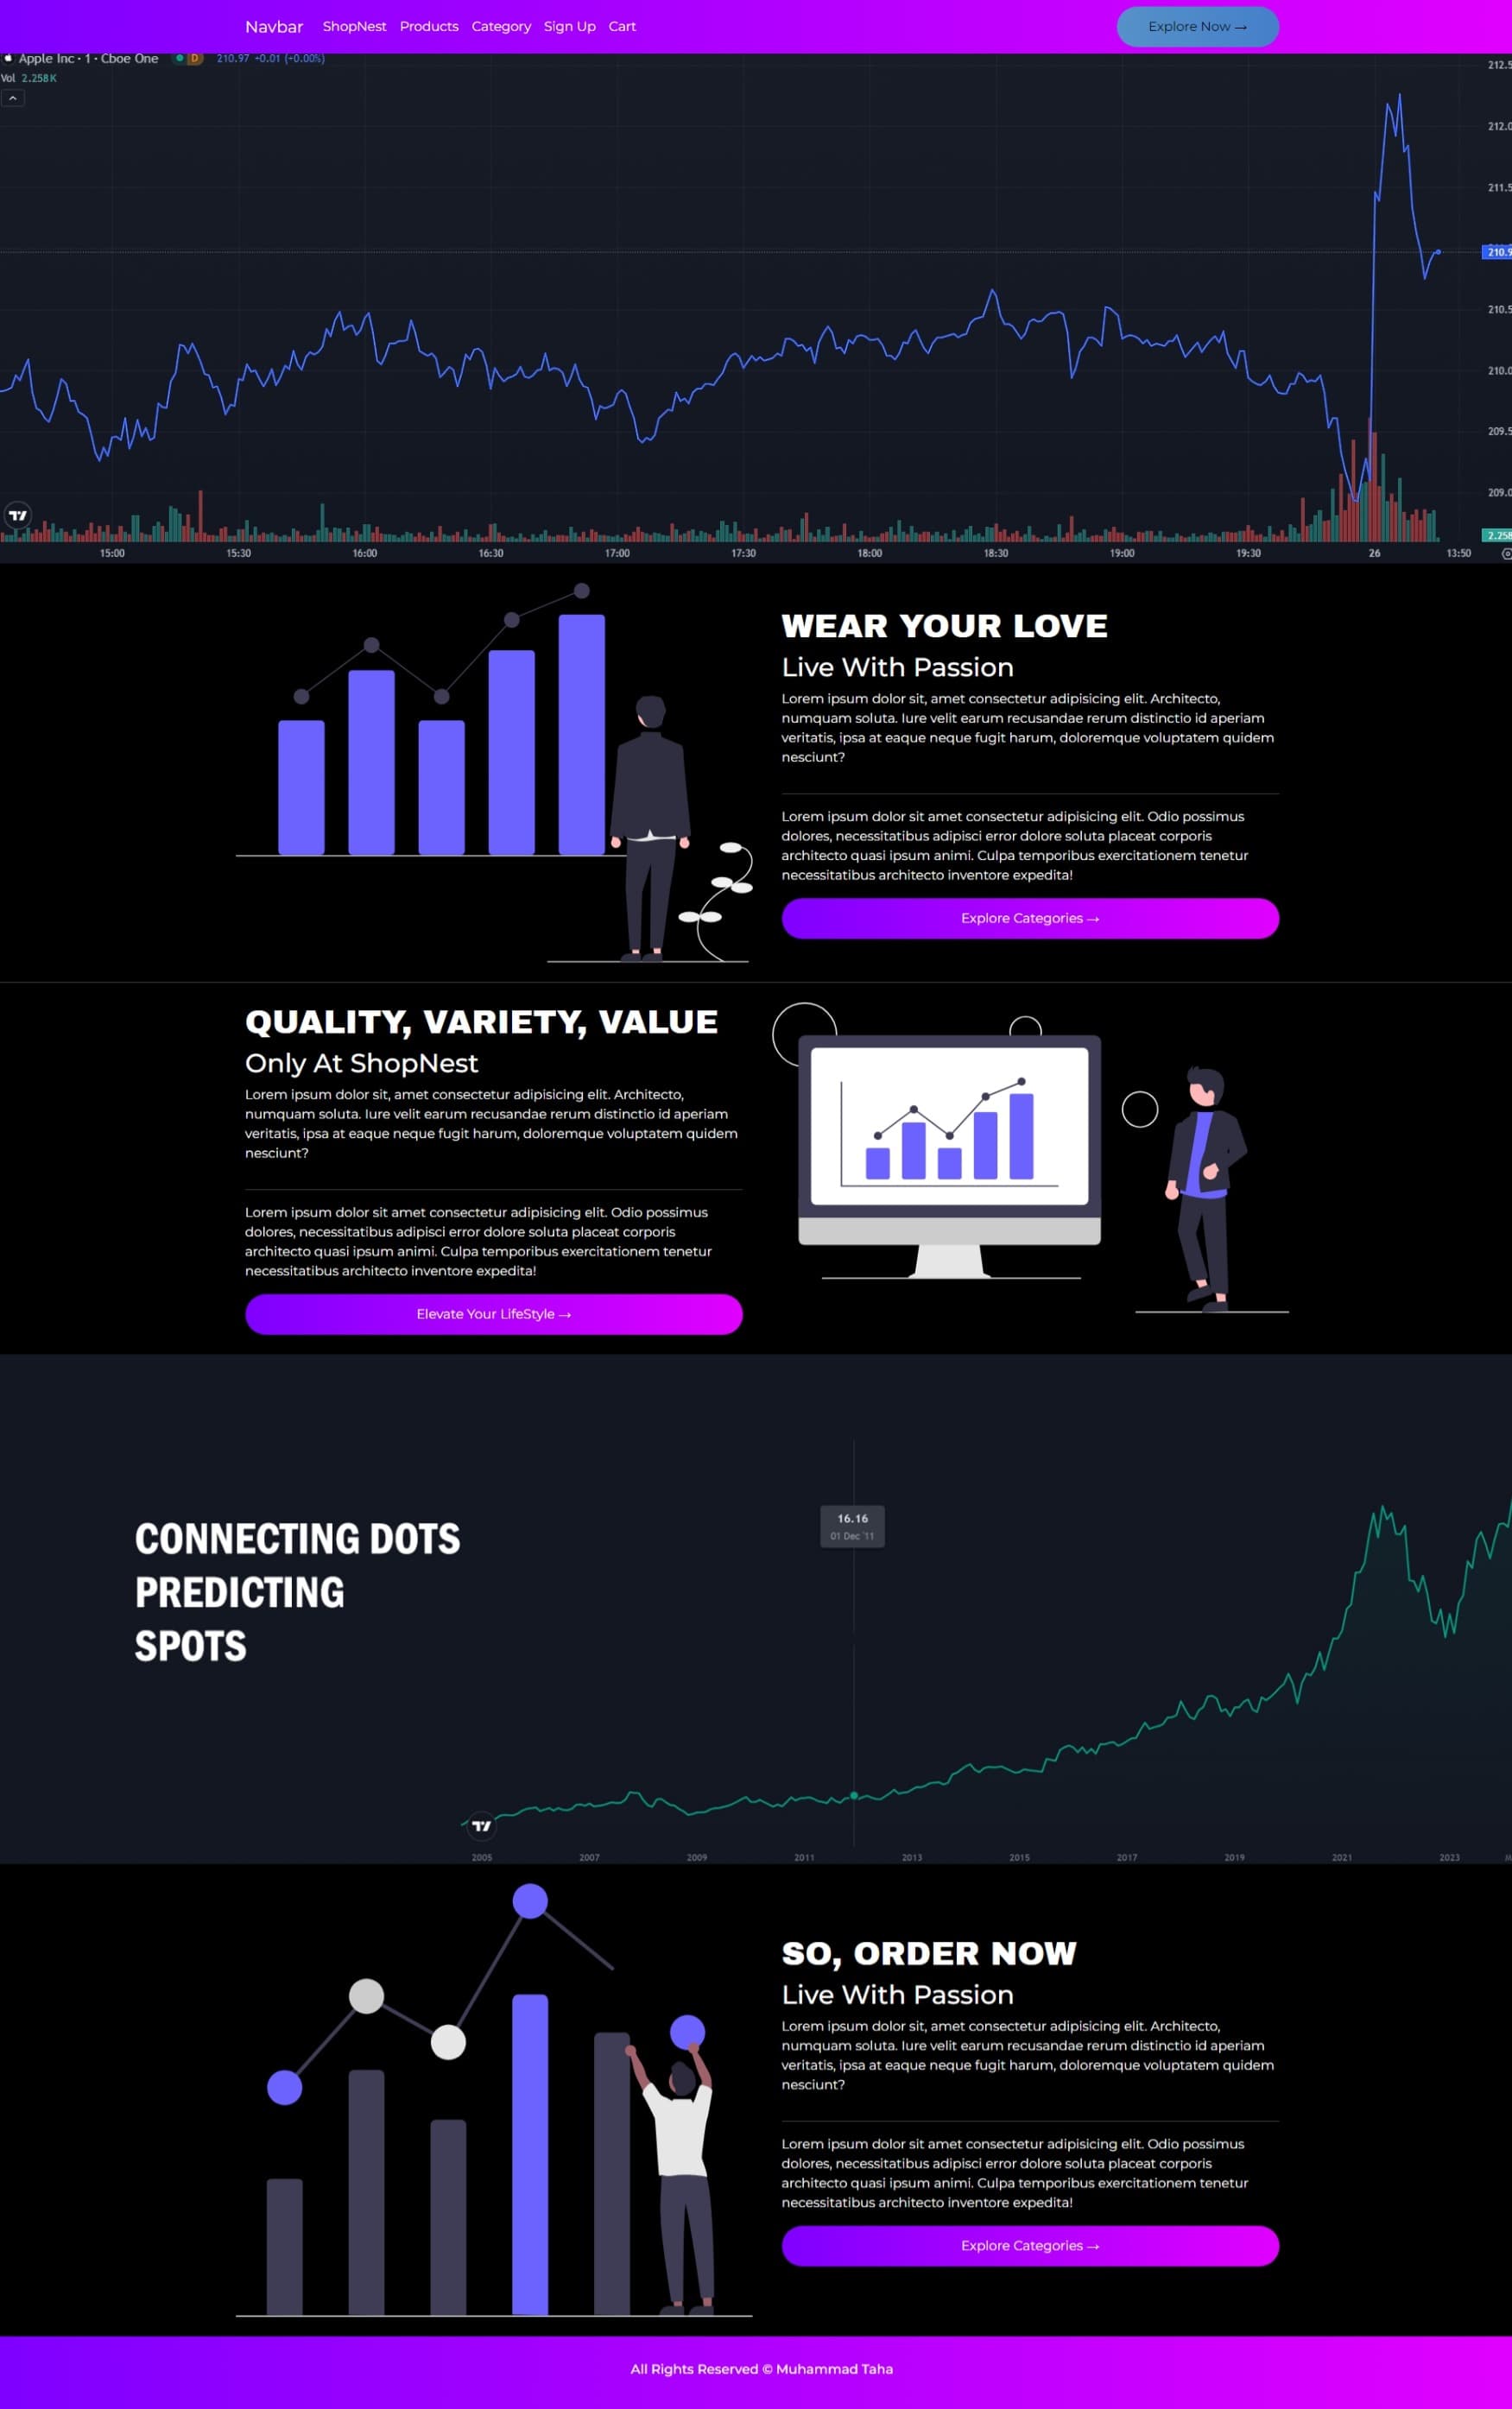 Navbar ShopNest Products Category Sign Up Cart Explore Now →
Apple Inc · 1 · Cboe One D 210.97 -0.01 (+0.00%)
Vol 2.258K
212.5
212.0
211.5
210.9
210.5
210.0
209.5
209.0
2.258
15:00 15:30 16:00 16:30 17:00 17:30 18:00 18:30 19:00 19:30 26 13:50
WEAR YOUR LOVE
Live With Passion
Lorem ipsum dolor sit, amet consectetur adipisicing elit. Architecto,
numquam soluta. Iure velit earum recusandae rerum distinctio id aperiam
veritatis, ipsa at eaque neque fugit harum, doloremque voluptatem quidem
nesciunt?
Lorem ipsum dolor sit amet consectetur adipisicing elit. Odio possimus
dolores, necessitatibus adipisci error dolore soluta placeat corporis
architecto quasi ipsum animi. Culpa temporibus exercitationem tenetur
necessitatibus architecto inventore expedita!
Explore Categories →
QUALITY, VARIETY, VALUE
Only At ShopNest
Lorem ipsum dolor sit, amet consectetur adipisicing elit. Architecto,
numquam soluta. Iure velit earum recusandae rerum distinctio id aperiam
veritatis, ipsa at eaque neque fugit harum, doloremque voluptatem quidem
nesciunt?
Lorem ipsum dolor sit amet consectetur adipisicing elit. Odio possimus
dolores, necessitatibus adipisci error dolore soluta placeat corporis
architecto quasi ipsum animi. Culpa temporibus exercitationem tenetur
necessitatibus architecto inventore expedita!
Elevate Your LifeStyle →
CONNECTING DOTS
PREDICTING
SPOTS
16.16
01 Dec '11
2005 2007 2009 2011 2013 2015 2017 2019 2021 2023
SO, ORDER NOW
Live With Passion
Lorem ipsum dolor sit, amet consectetur adipisicing elit. Architecto,
numquam soluta. Iure velit earum recusandae rerum distinctio id aperiam
veritatis, ipsa at eaque neque fugit harum, doloremque voluptatem quidem
nesciunt?
Lorem ipsum dolor sit amet consectetur adipisicing elit. Odio possimus
dolores, necessitatibus adipisci error dolore soluta placeat corporis
architecto quasi ipsum animi. Culpa temporibus exercitationem tenetur
necessitatibus architecto inventore expedita!
Explore Categories →
All Rights Reserved © Muhammad Taha